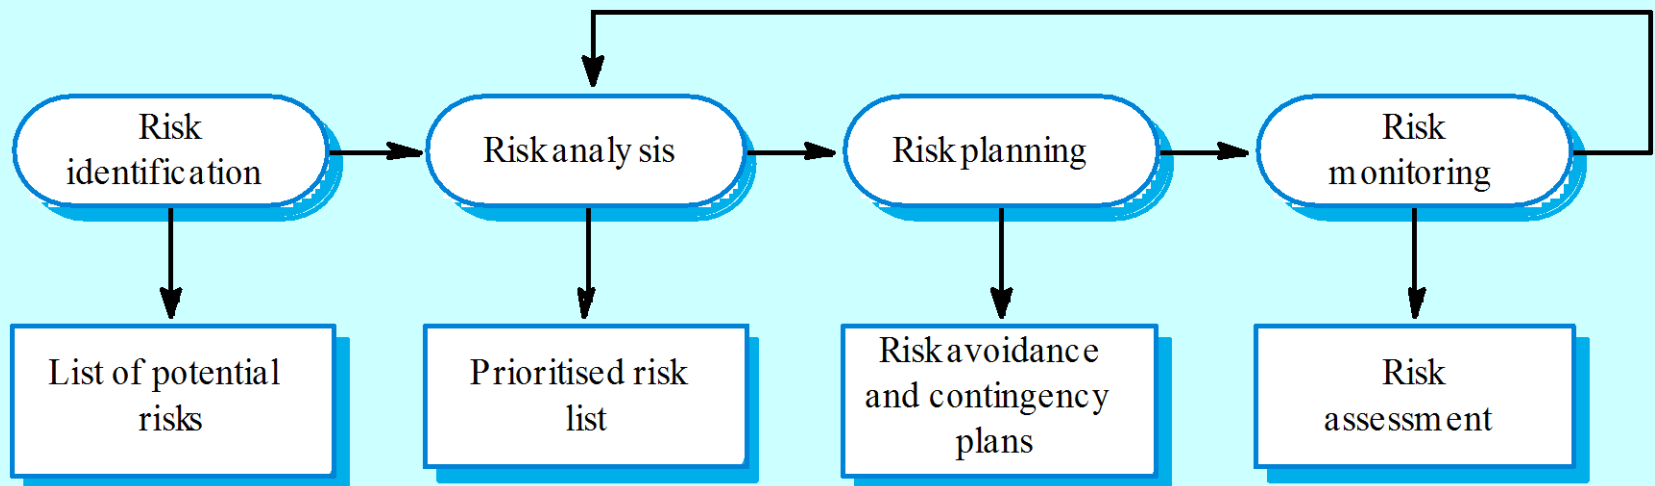 Risk
identification
Risk analysis
Risk planning
Risk
monitoring
List of potential
risks
Prioritised risk
list
Risk avoidance
and contingency
plans
Risk
assessment